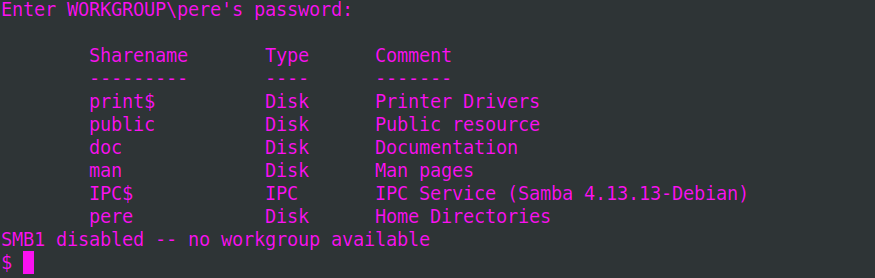 Enter WORKGROUP\pere's password:
Sharename Type Comment
--------- ---- -------
print$ Disk Printer Drivers
public Disk Public resource
doc Disk Documentation
man Disk Man pages
IPC$ IPC IPC Service (Samba 4.13.13-Debian)
pere Disk Home Directories
SMB1 disabled -- no workgroup available
$